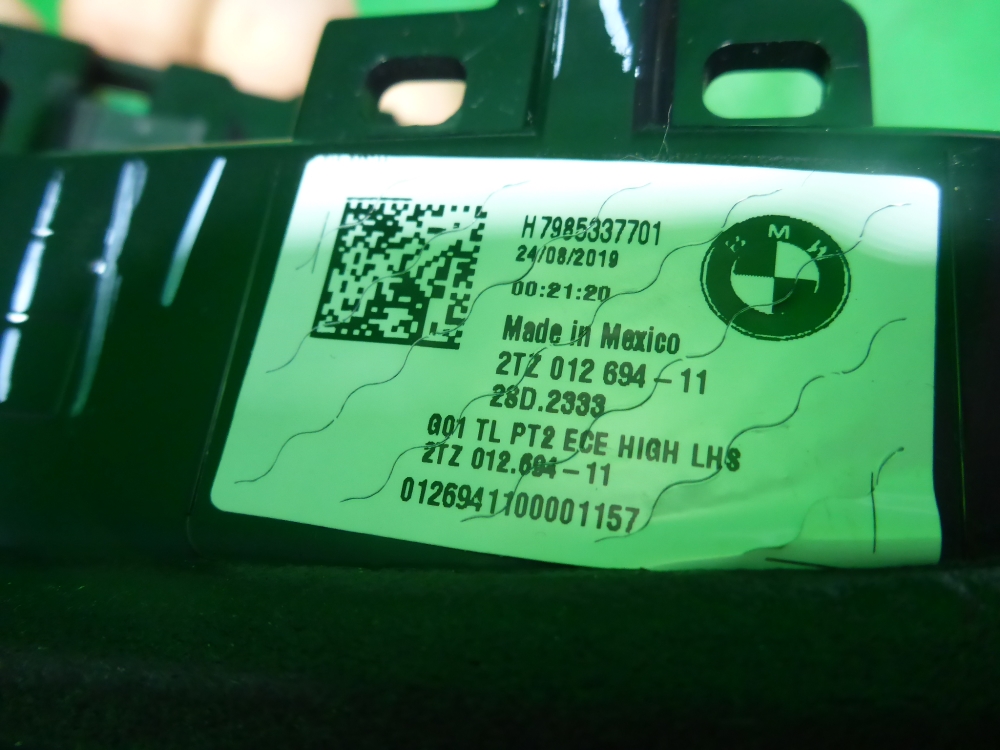 H 7985337701
24/08/2019
00:21:20
BMW
Made in Mexico
2TZ 012 694-11
28D.2333
G01 TL PT2 ECE HIGH LHS
2TZ 012.694-11
0126941100001157